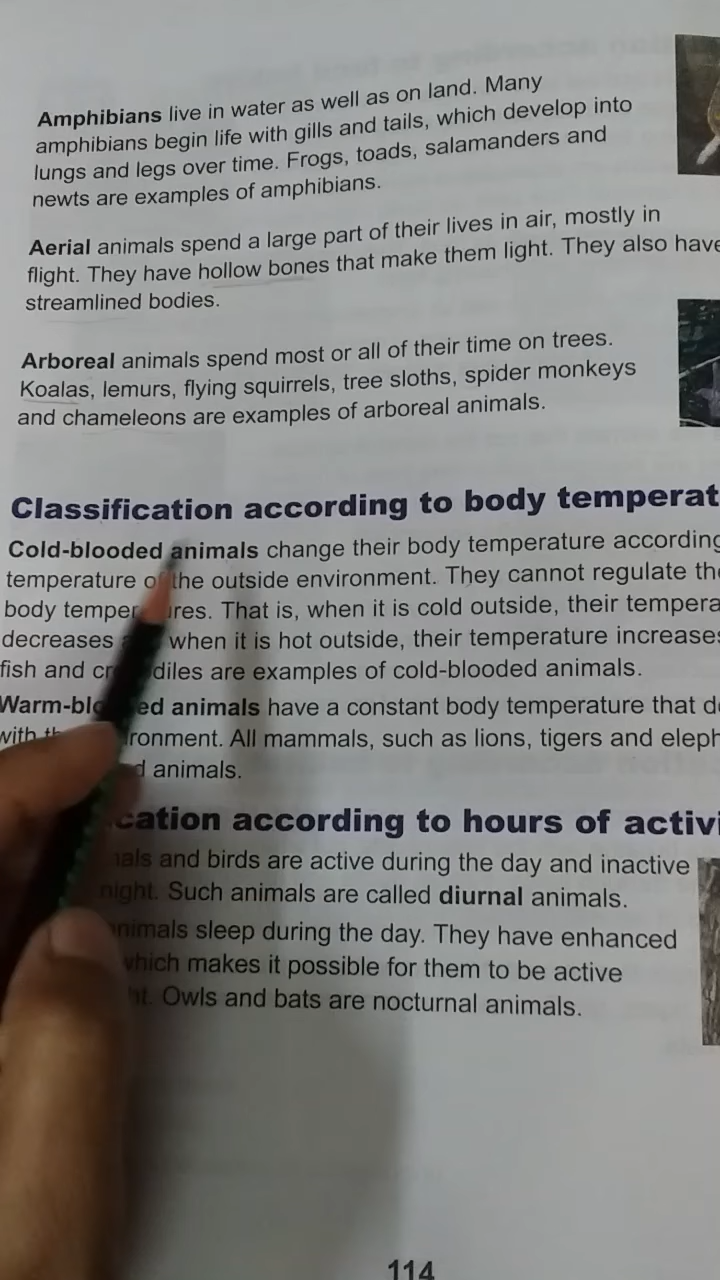 Amphibians live in water as well as on land. Many
amphibians begin life with gills and tails, which develop into
lungs and legs over time. Frogs, toads, salamanders and
newts are examples of amphibians.
Aerial animals spend a large part of their lives in air, mostly in
flight. They have hollow bones that make them light. They also have
streamlined bodies.
Arboreal animals spend most or all of their time on trees.
Koalas, lemurs, flying squirrels, tree sloths, spider monkeys
and chameleons are examples of arboreal animals.
Classification according to body temperat
Cold-blooded animals change their body temperature according
temperature of the outside environment. They cannot regulate the
body temper res. That is, when it is cold outside, their tempera
decreases when it is hot outside, their temperature increases
fish and cr diles are examples of cold-blooded animals.
Warm-blo ed animals have a constant body temperature that d
with th ronment. All mammals, such as lions, tigers and eleph
d animals.
cation according to hours of activi
als and birds are active during the day and inactive
night. Such animals are called diurnal animals.
animals sleep during the day. They have enhanced
which makes it possible for them to be active
ht. Owls and bats are nocturnal animals.
114